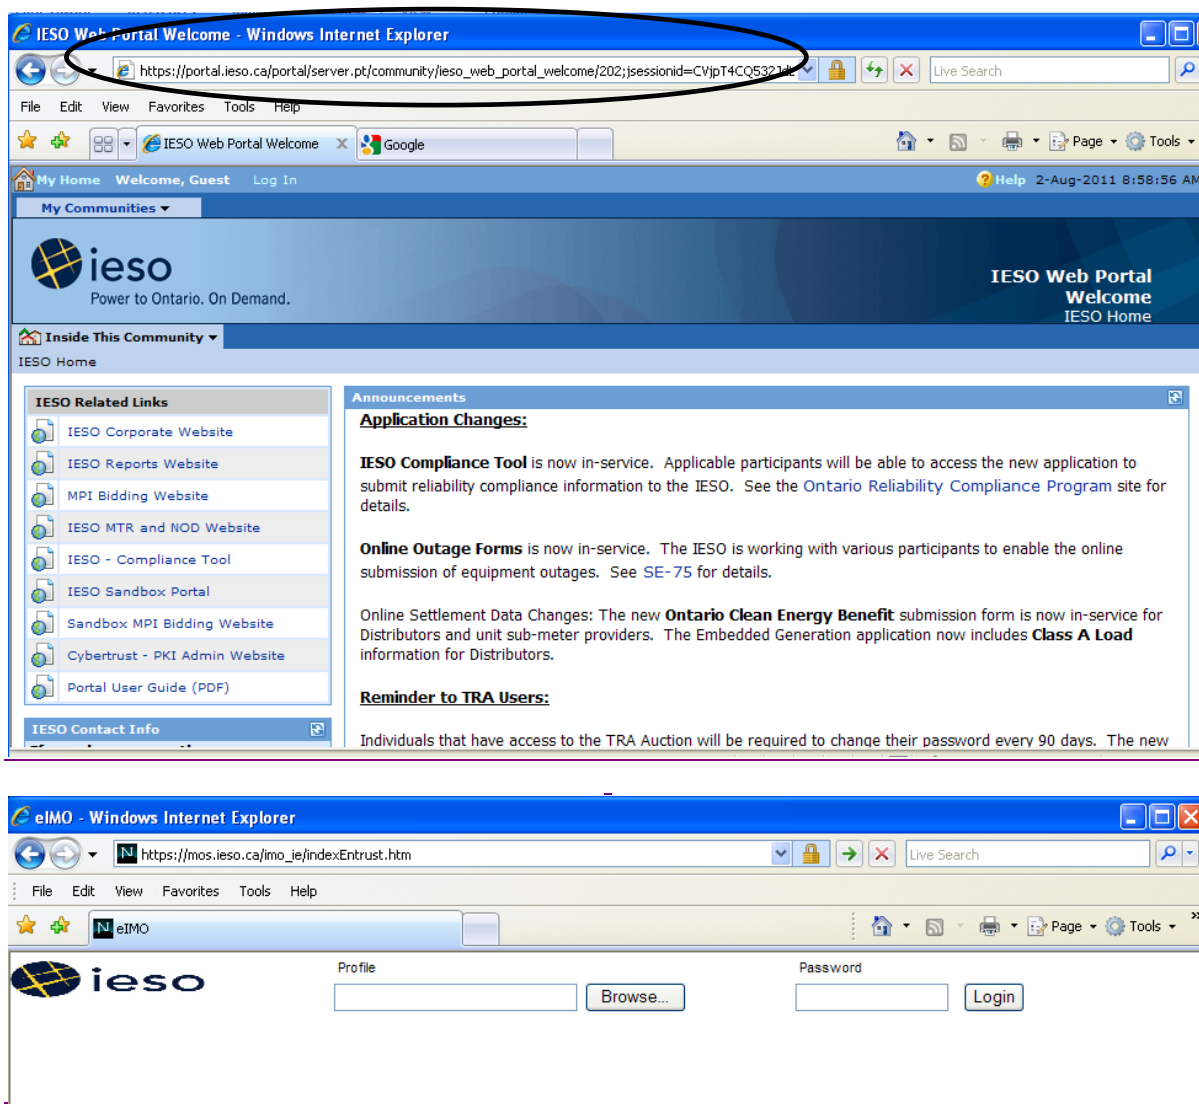 IESO Web Portal Welcome - Windows Internet Explorer
https://portal.ieso.ca/portal/server.pt/community/ieso_web_portal_welcome/202;jsessionid=CVjpT4CQ532
Live Search
File Edit View Favorites Tools Help
IESO Web Portal Welcome Google Page Tools
My Home Welcome, Guest Log In Help 2-Aug-2011 8:58:56 AM
My Communities
ieso
Power to Ontario. On Demand.
IESO Web Portal
Welcome
IESO Home
Inside This Community
IESO Home
IESO Related Links
IESO Corporate Website
IESO Reports Website
MPI Bidding Website
IESO MTR and NOD Website
IESO - Compliance Tool
IESO Sandbox Portal
Sandbox MPI Bidding Website
Cybertrust - PKI Admin Website
Portal User Guide (PDF)
IESO Contact Info
Announcements
Application Changes:
IESO Compliance Tool is now in-service. Applicable participants will be able to access the new application to
submit reliability compliance information to the IESO. See the Ontario Reliability Compliance Program site for
details.
Online Outage Forms is now in-service. The IESO is working with various participants to enable the online
submission of equipment outages. See SE-75 for details.
Online Settlement Data Changes: The new Ontario Clean Energy Benefit submission form is now in-service for
Distributors and unit sub-meter providers. The Embedded Generation application now includes Class A Load
information for Distributors.
Reminder to TRA Users:
Individuals that have access to the TRA Auction will be required to change their password every 90 days. The new
eIMO - Windows Internet Explorer
https://mos.ieso.ca/imo_ie/indexEntrust.htm
Live Search
File Edit View Favorites Tools Help
eIMO Page Tools
ieso
Profile
Browse...
Password
Login